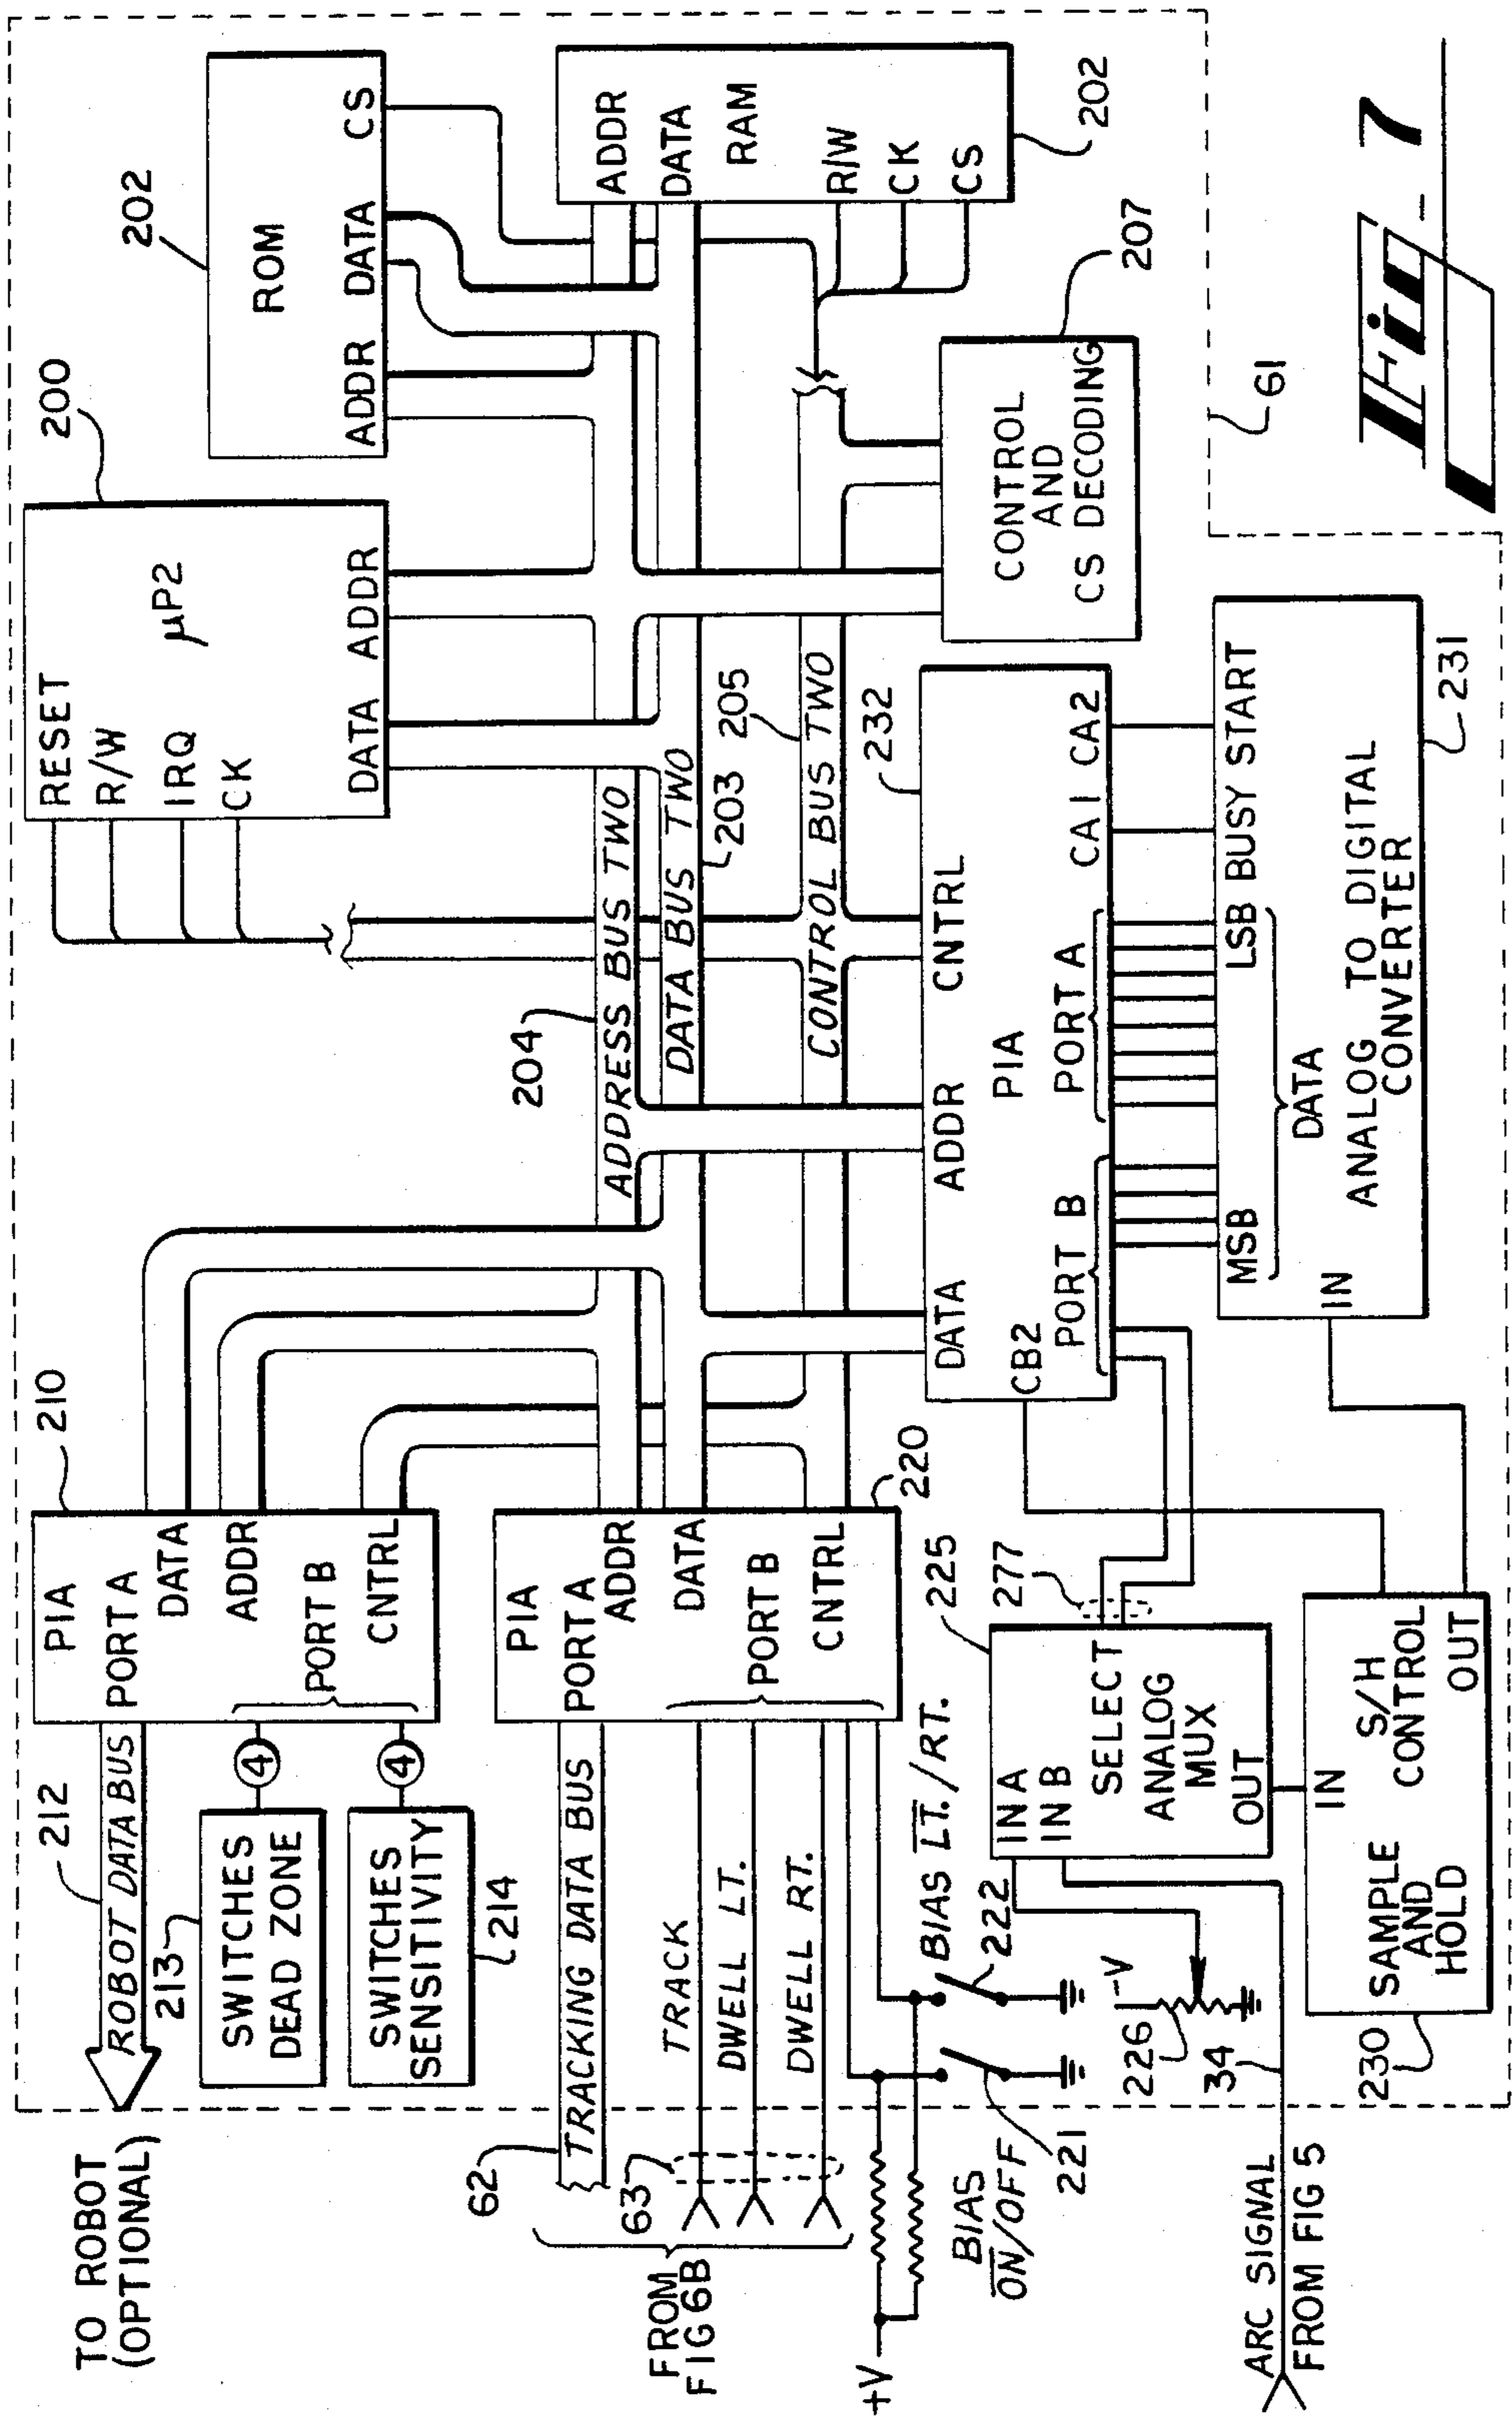 TO ROBOT
(OPTIONAL)
212
ROBOT DATA BUS
213
SWITCHES
DEAD ZONE
4
SWITCHES
SENSITIVITY
4
214
210
PIA
PORT A
DATA
ADDR
PORT B
CNTRL
200
RESET
R/W
IRQ
CK
µP2
DATA ADDR
202
ROM
ADDR DATA CS
ADDR
DATA
RAM
R/W
CK
CS
202
204
ADDRESS BUS TWO
DATA BUS TWO
203
205
CONTROL BUS TWO
207
CONTROL
AND
CS DECODING
62
TRACKING DATA BUS
63
TRACK
DWELL LT.
DWELL RT.
FROM
FIG 6B
PIA
PORT A
ADDR
DATA
PORT B
CNTRL
220
+V
BIAS
ON/OFF
221
BIAS LT./RT.
222
232
DATA ADDR CNTRL
PIA
CB2
PORT B PORT A CA1 CA2
225
277
IN A
IN B
SELECT
ANALOG
MUX
OUT
-V
226
34
ARC SIGNAL
FROM FIG 5
230
IN
SAMPLE
AND
HOLD
S/H
CONTROL
OUT
MSB LSB BUSY START
DATA
IN
ANALOG TO DIGITAL
CONVERTER
231
61
Fig-7